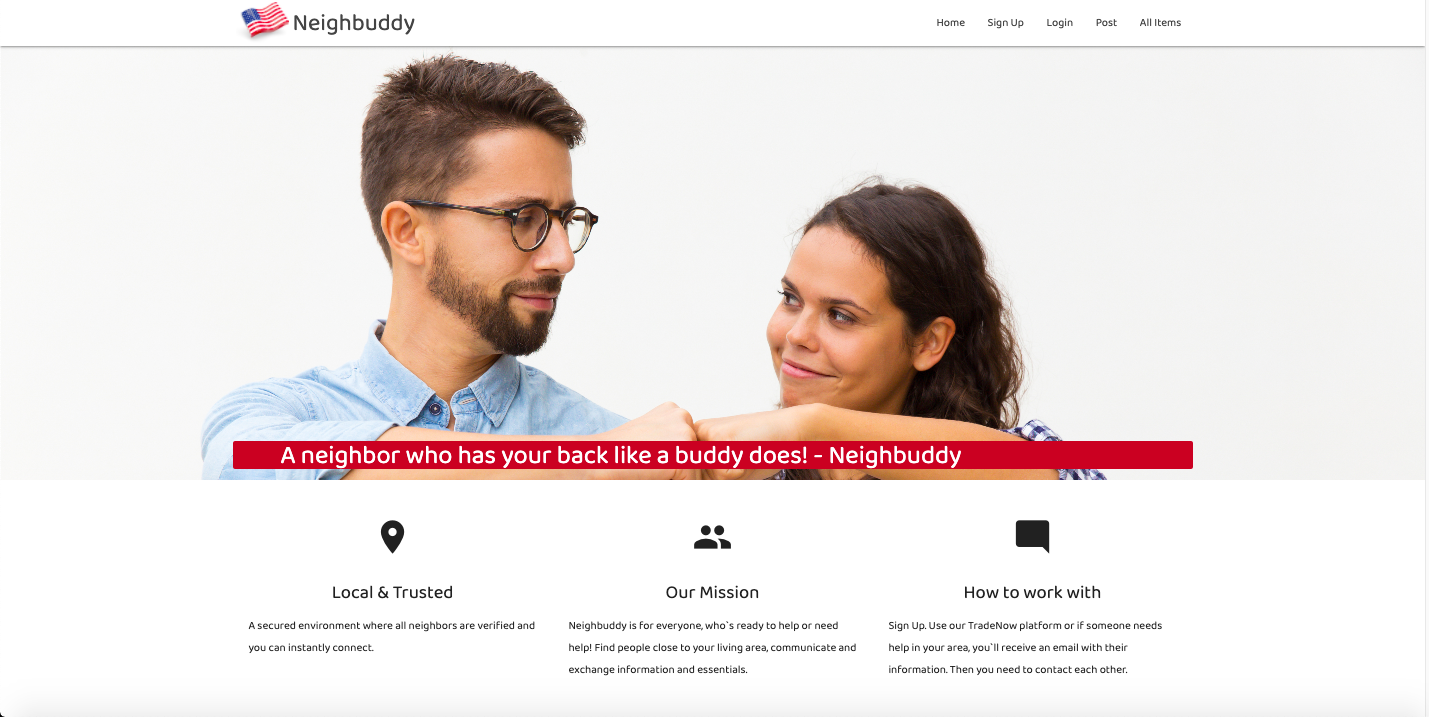 Neighbuddy
Home Sign Up Login Post All Items
A neighbor who has your back like a buddy does! - Neighbuddy
Local & Trusted
A secured environment where all neighbors are verified and
you can instantly connect.
Our Mission
Neighbuddy is for everyone, who`s ready to help or need
help! Find people close to your living area, communicate and
exchange information and essentials.
How to work with
Sign Up. Use our TradeNow platform or if someone needs
help in your area, you`ll receive an email with their
information. Then you need to contact each other.